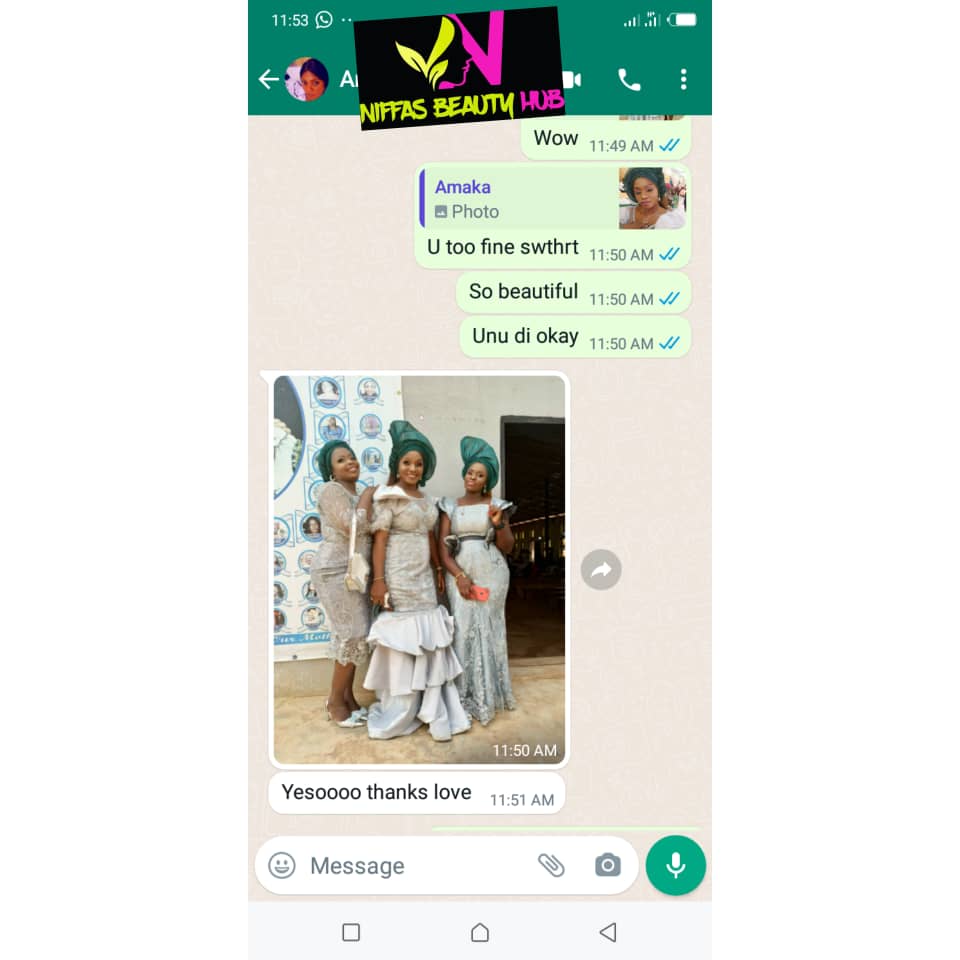 11:53
NIFFAS BEAUTY HUB
Wow 11:49 AM
Amaka
Photo
U too fine swthrt 11:50 AM
So beautiful 11:50 AM
Unu di okay 11:50 AM
11:50 AM
Yesoooo thanks love 11:51 AM
Message